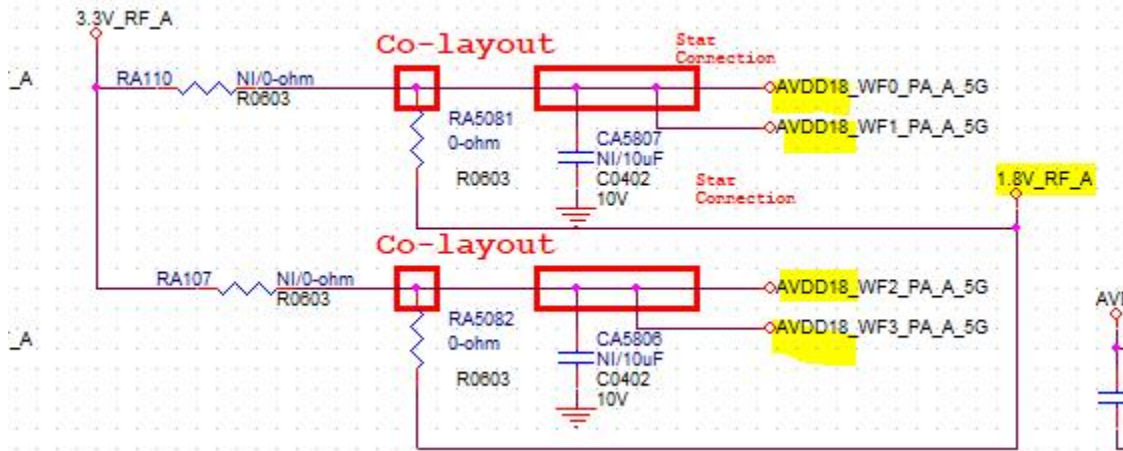 3.3V_RF_A
Co-layout
Star
Connection
_A
RA110
NI/0-ohm
R0603
AVDD18_WF0_PA_A_5G
RA5081
0-ohm
R0603
CA5807
NI/10uF
C0402
10V
AVDD18_WF1_PA_A_5G
Star
Connection
1.8V_RF_A
Co-layout
RA107
NI/0-ohm
R0603
AVDD18_WF2_PA_A_5G
RA5082
0-ohm
R0603
CA5806
NI/10uF
C0402
10V
AVDD18_WF3_PA_A_5G
_A